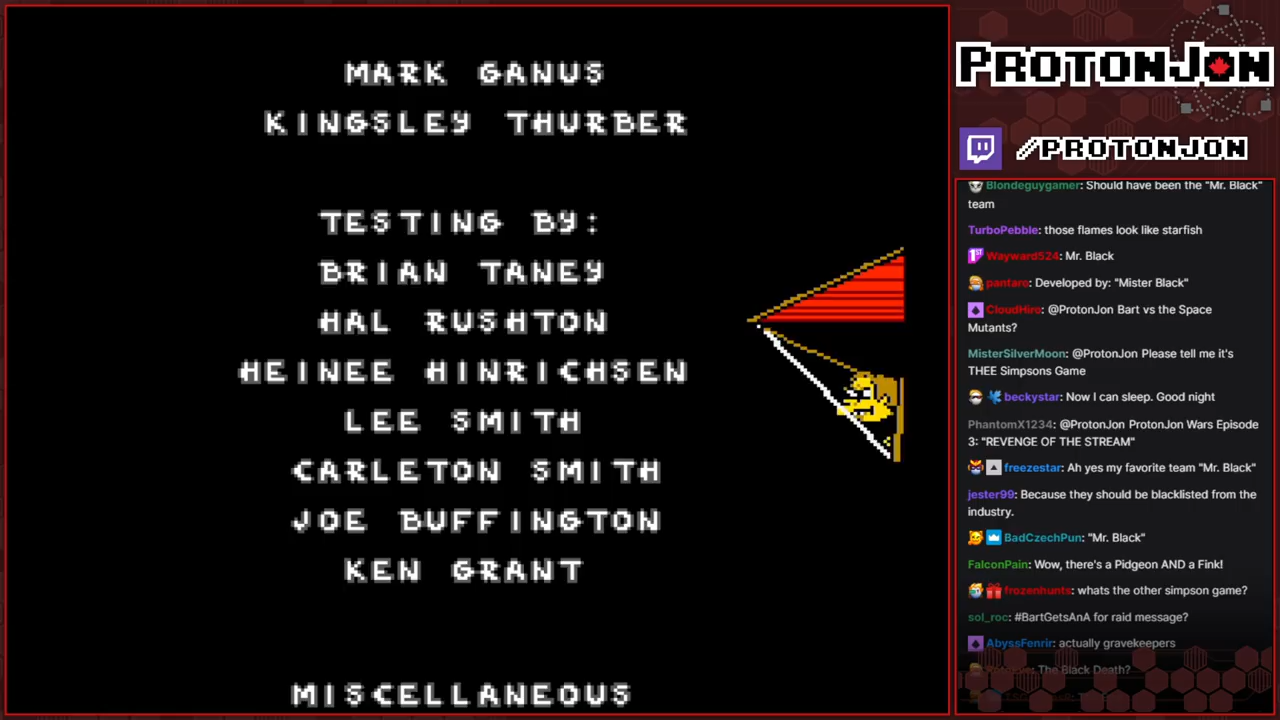 MARK GANUS
KINGSLEY THURBER
TESTING BY:
BRIAN TANEY
HAL RUSHTON
HEINEE HINRICHSEN
LEE SMITH
CARLETON SMITH
JOE BUFFINGTON
KEN GRANT
MISCELLANEOUS
PROTONJON
/PROTONJON
Blondeguygamer: Should have been the "Mr. Black"
team
TurboPebble: those flames look like starfish
1st Wayward524: Mr. Black
pantaro: Developed by: "Mister Black"
CloudHiro: @ProtonJon Bart vs the Space
Mutants?
MisterSilverMoon: @ProtonJon Please tell me it's
THEE Simpsons Game
beckystar: Now I can sleep. Good night
PhantomX1234: @ProtonJon ProtonJon Wars Episode
3: "REVENGE OF THE STREAM"
freezestar: Ah yes my favorite team "Mr. Black"
jester99: Because they should be blacklisted from the
industry.
BadCzechPun: "Mr. Black"
FalconPain: Wow, there's a Pidgeon AND a Fink!
frozenhunts: whats the other simpson game?
sol_roc: #BartGetsAnA for raid message?
AbyssFenrir: actually gravekeepers
The Black Death?